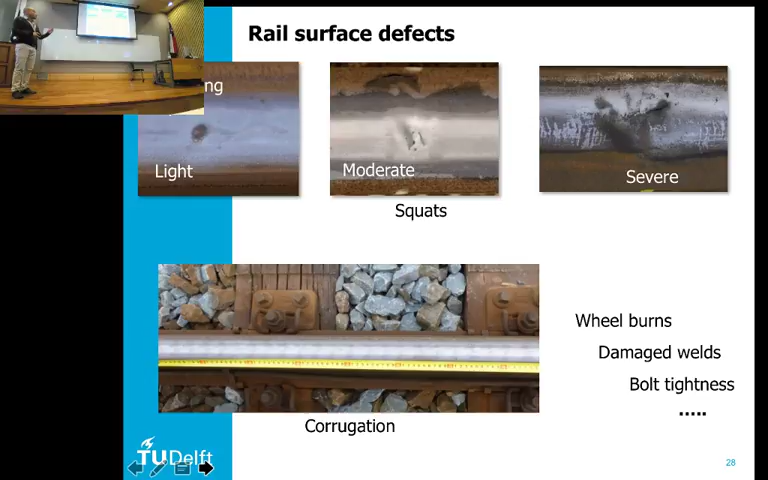 Rail surface defects
ng
Light
Moderate
Severe
Squats
Wheel burns
Damaged welds
Bolt tightness
.....
Corrugation
TUDelft
28